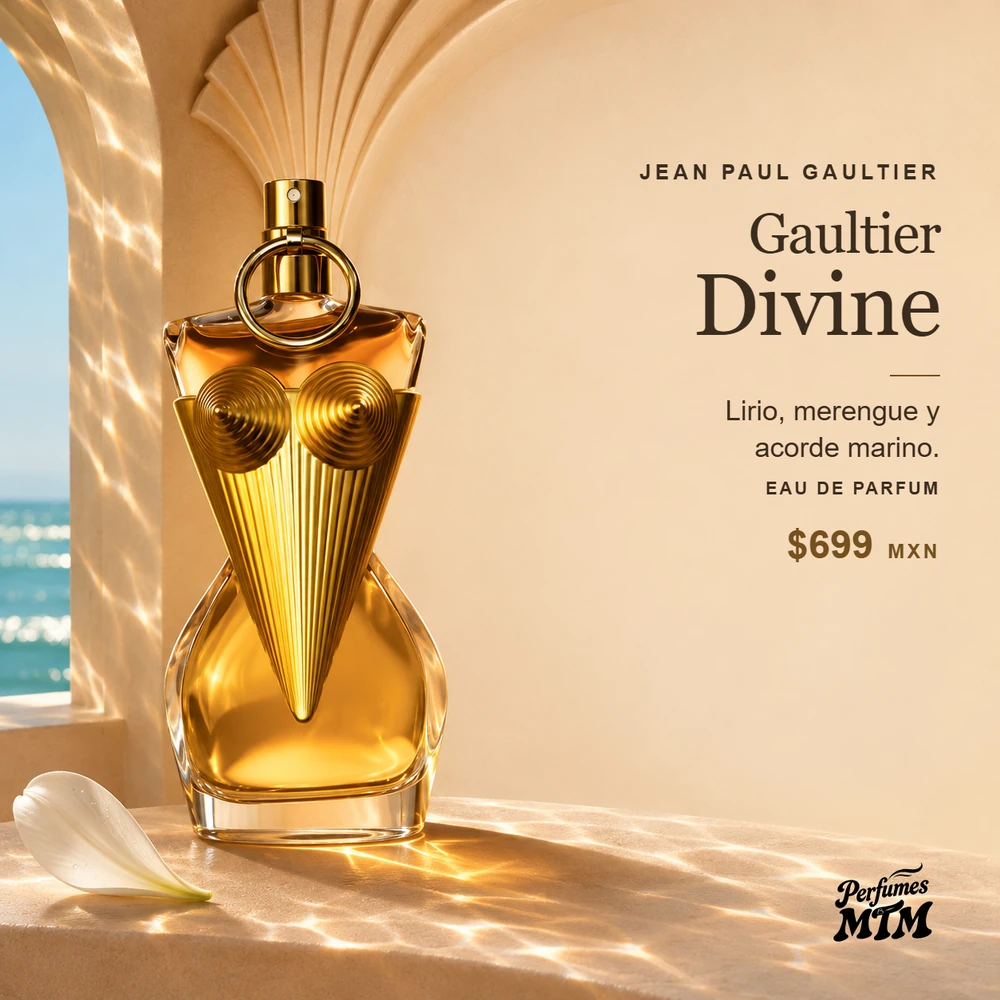 JEAN PAUL GAULTIER
Gaultier
Divine
Lirio, merengue y
acorde marino.
EAU DE PARFUM
$699 MXN
Perfumes
MTM